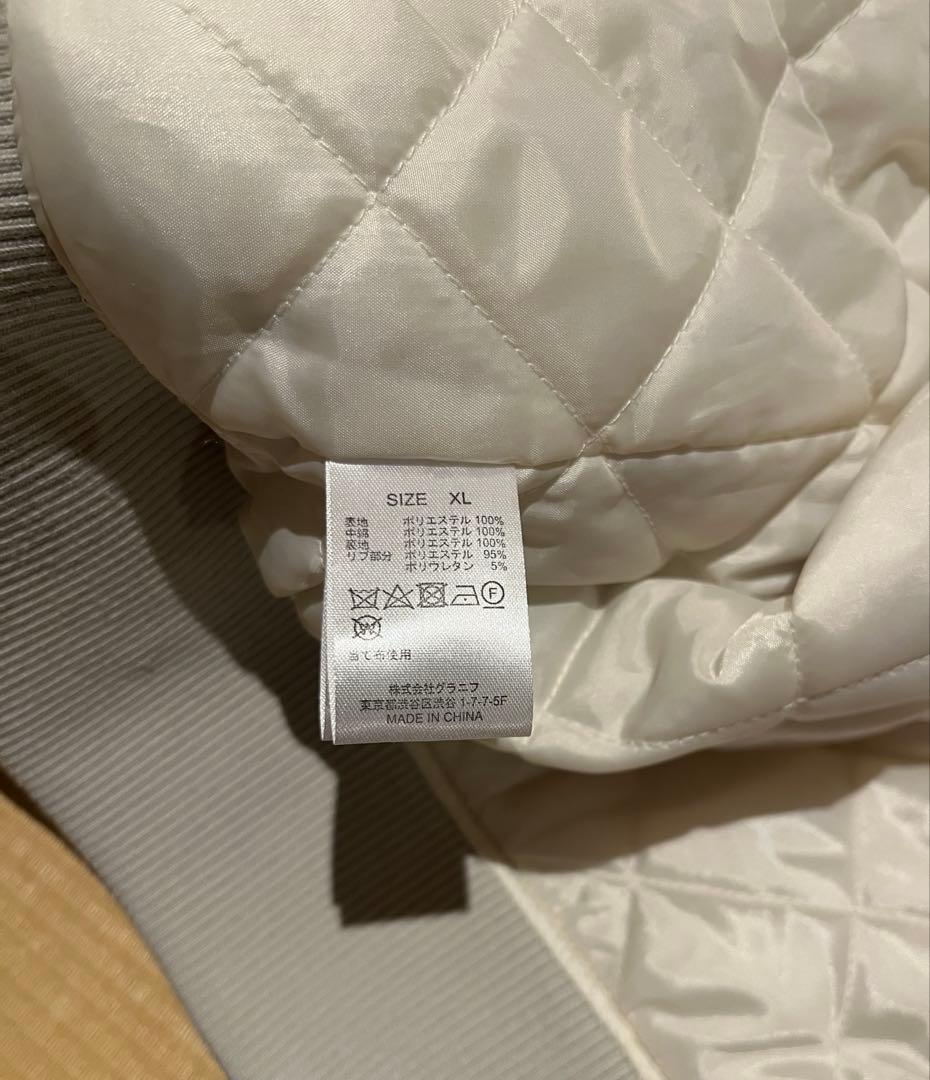 SIZE XL
表地 ポリエステル 100%
中綿 ポリエステル 100%
裏地 ポリエステル 100%
リブ部分 ポリエステル 95%
ポリウレタン 5%
F
W
当て布使用
株式会社グラニフ
東京都渋谷区渋谷 1-7-7-5F
MADE IN CHINA